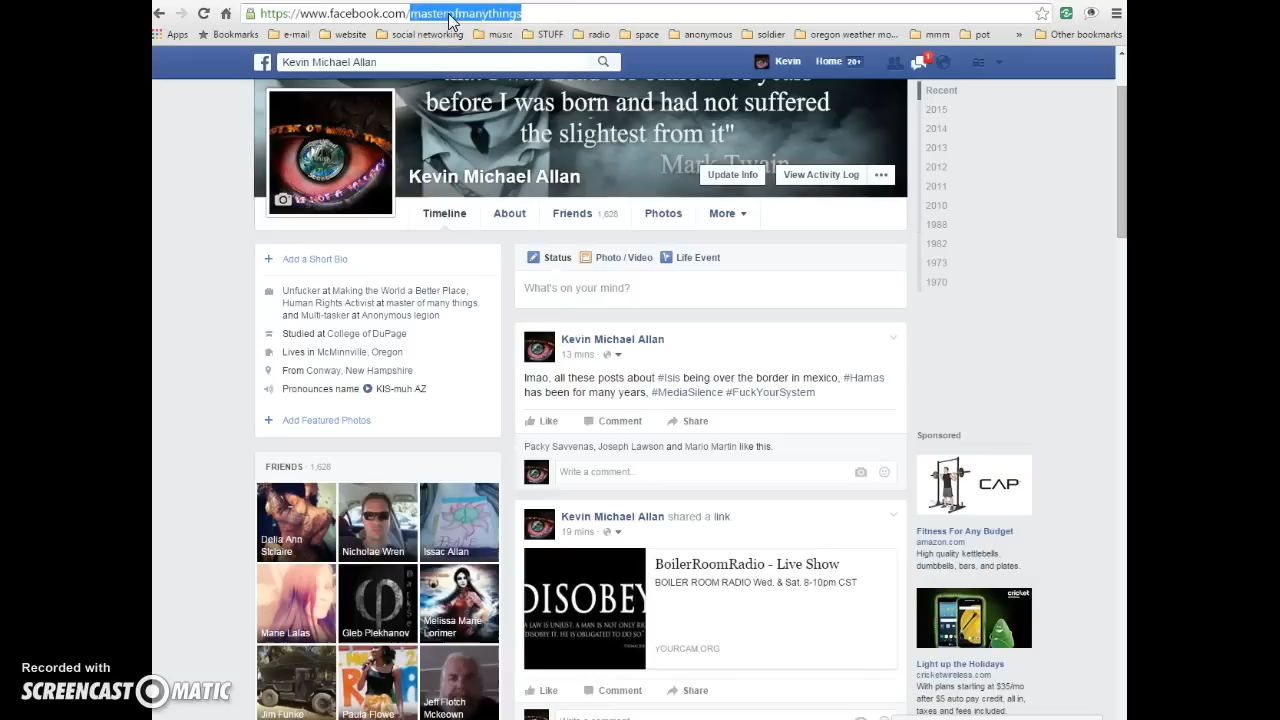 https://www.facebook.com/masterofmanythings
Apps Bookmarks e-mail website social networking music STUFF radio space anonymous soldier oregon weather mo... mmm pot » Other bookmarks
Kevin Michael Allan
Kevin Home 20+ 1
before I was born and had not suffered
the slightest from it"
Mark Twain
Kevin Michael Allan
Update Info View Activity Log •••
Timeline About Friends 1,628 Photos More
Recent
2015
2014
2013
2012
2011
2010
1988
1982
1973
1970
+ Add a Short Bio
Unfucker at Making the World a Better Place,
Human Rights Activist at master of many things.
and Multi-tasker at Anonymous legion
Studied at College of DuPage
Lives in McMinnville, Oregon
From Conway, New Hampshire
Pronounces name KIS-muh AZ
+ Add Featured Photos
FRIENDS · 1,628
Delia Ann
Stclaire
Nicholae Wren
Issac Allan
Marie Lalas
Gleb Plekhanov
Melissa Marie
Lorimer
Jim Funke
Paula Flowe
Jeff Flotch
Mckeown
Status Photo / Video Life Event
What's on your mind?
Kevin Michael Allan
13 mins ·
lmao, all these posts about #Isis being over the border in mexico, #Hamas
has been for many years, #MediaSilence #FuckYourSystem
Like Comment Share
Packy Savvenas, Joseph Lawson and Mario Martin like this.
Write a comment...
Kevin Michael Allan shared a link
19 mins ·
DISOBEY
BoilerRoomRadio - Live Show
BOILER ROOM RADIO Wed. & Sat. 8-10pm CST
YOURCAM.ORG
Like Comment Share
Write a comment...
Sponsored
CAP
Fitness For Any Budget
amazon.com
High quality kettlebells,
dumbbells, bars, and plates.
cricket
Light up the Holidays
cricketwireless.com
With plans starting at $35/mo
after $5 auto pay credit, all in,
taxes and fees included.
Recorded with
SCREENCAST O MATIC